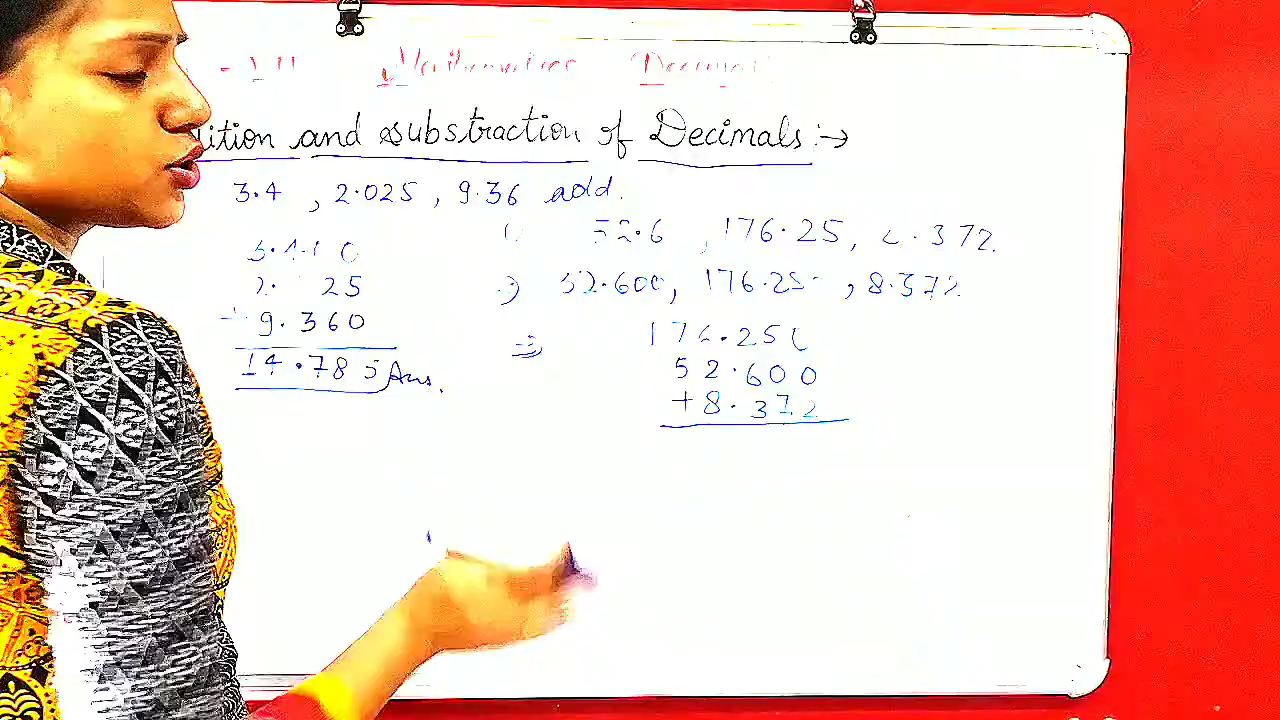 Mathematics Decimal
ition and substraction of Decimals:→
3.4 , 2.025 , 9.36 add.
52.6 , 176.25, 8.372
3.4 0
52.600, 176.25 , 8.372
2. 25
+ 9.360
⇒ 176.250
14.785 Ans.
52.600
+8.372